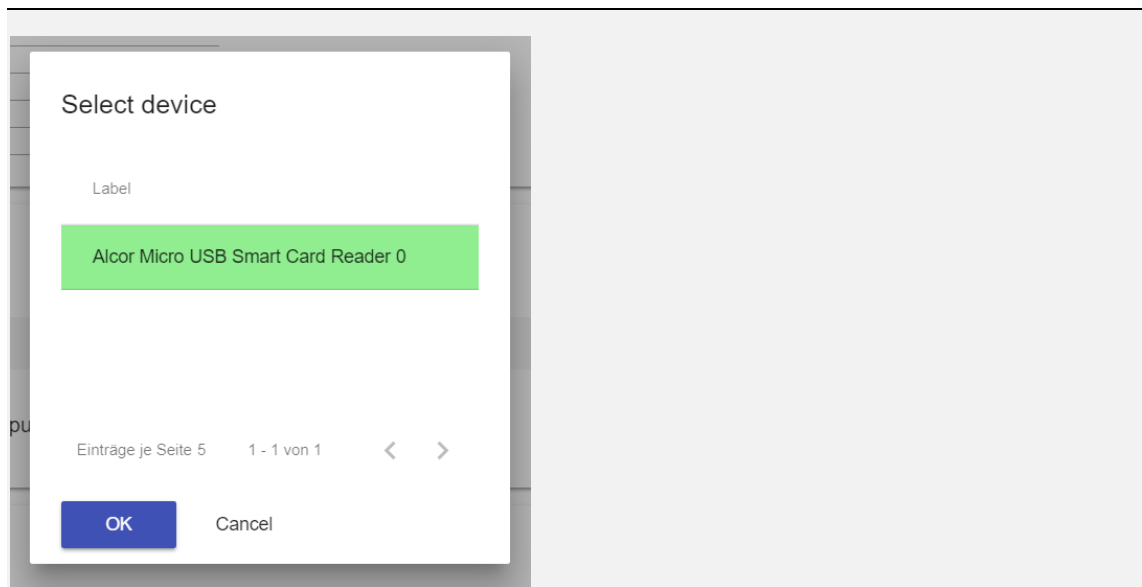 Select device
Label
Alcor Micro USB Smart Card Reader 0
pu
Einträge je Seite 5 1 - 1 von 1
OK Cancel